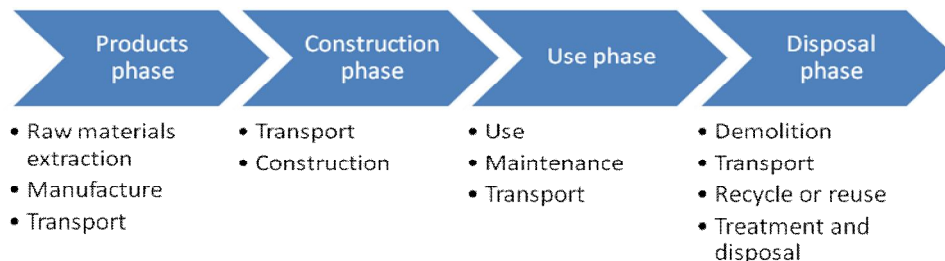 Products
phase
Construction
phase
Use phase
Disposal
phase
• Raw materials
extraction
• Manufacture
• Transport
• Transport
• Construction
• Use
• Maintenance
• Transport
• Demolition
• Transport
• Recycle or reuse
• Treatment and
disposal